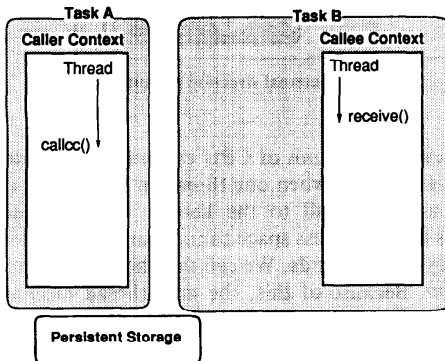 Task A
Caller Context
Thread
callcc()
Task B
Callee Context
Thread
receive()
Persistent Storage